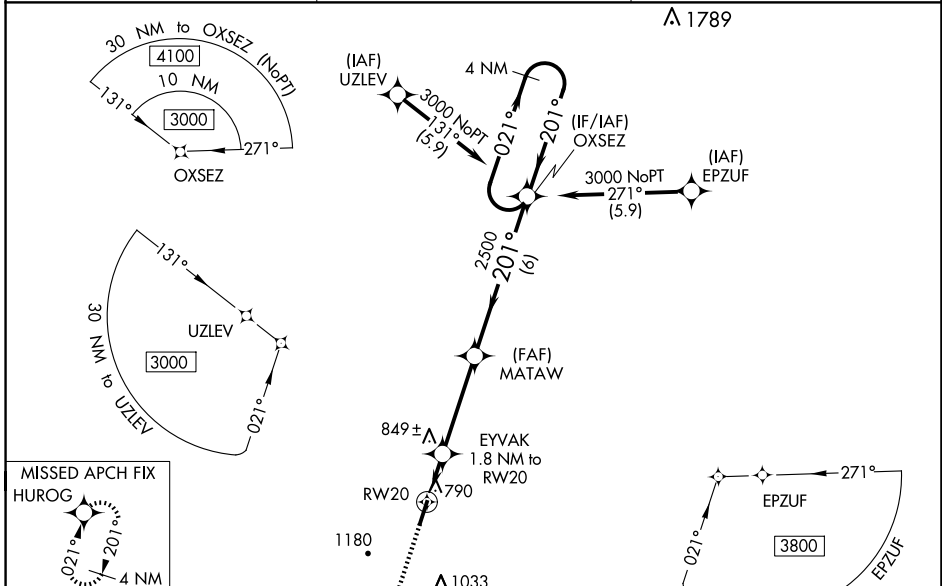 30 NM to OXSEZ (NoPT)
4100
10 NM
3000
131°
271°
OXSEZ
1789
(IAF)
UZLEV
4 NM
3000 NoPT
131°
(5.9)
021°
201°
(IF/IAF)
OXSEZ
(IAF)
EPZUF
3000 NoPT
271°
(5.9)
2500
201°
(6)
131°
UZLEV
30 NM to UZLEV
3000
021°
(FAF)
MATAW
849±
EYVAK
1.8 NM to
RW20
RW20
790
1180
1033
MISSED APCH FIX
HUROG
021°
201°
4 NM
271°
EPZUF
021°
3800
EPZUF